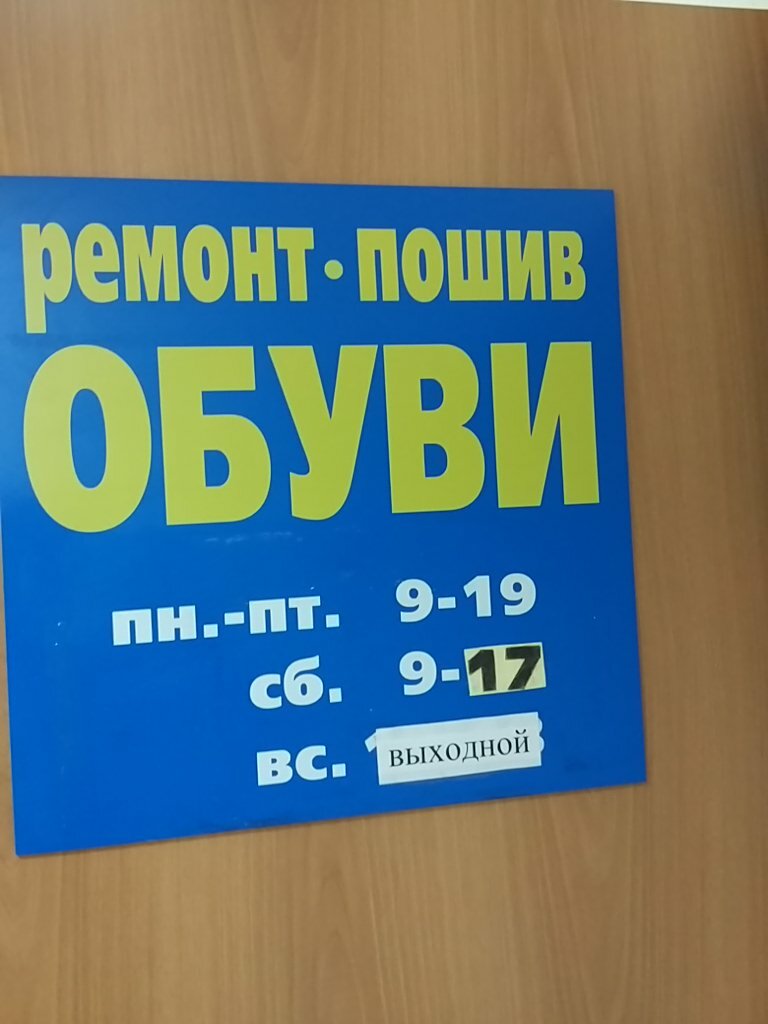 ремонт·пошив
ОБУВИ
пн.-пт. 9-19
сб. 9-17
вс. выходной